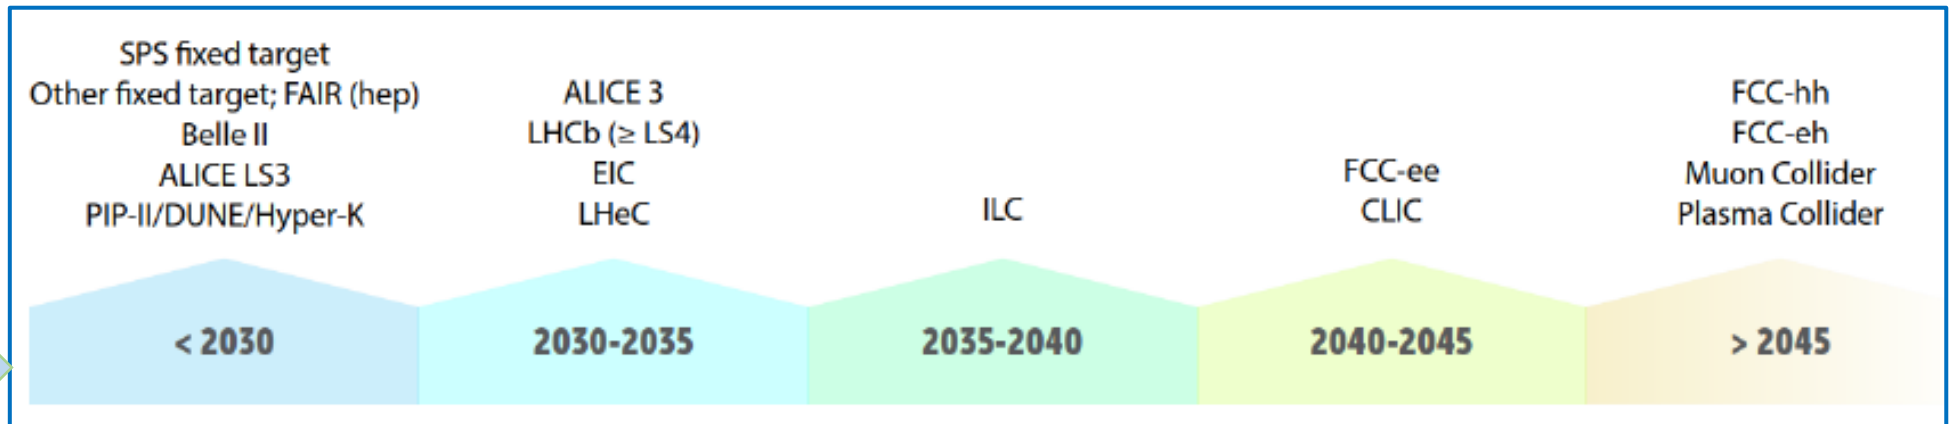 SPS fixed target
Other fixed target; FAIR (hep)
Belle II
ALICE LS3
PIP-II/DUNE/Hyper-K
< 2030
ALICE 3
LHCb (≥ LS4)
EIC
LHeC
2030-2035
ILC
2035-2040
FCC-ee
CLIC
2040-2045
FCC-hh
FCC-eh
Muon Collider
Plasma Collider
> 2045